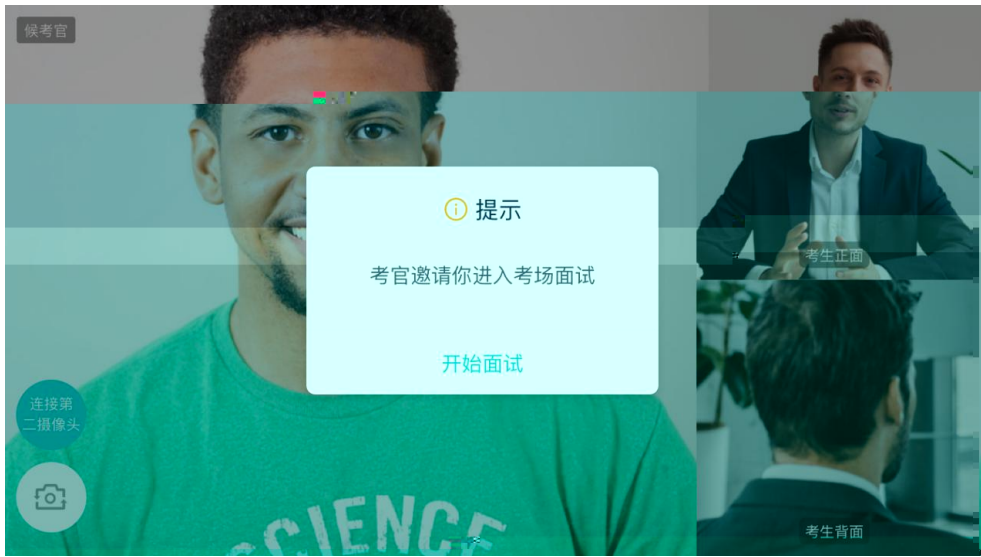 候考官
提示
考官邀请你进入考场面试
开始面试
考生正面
连接第
二摄像头
SCIENCE
考生背面